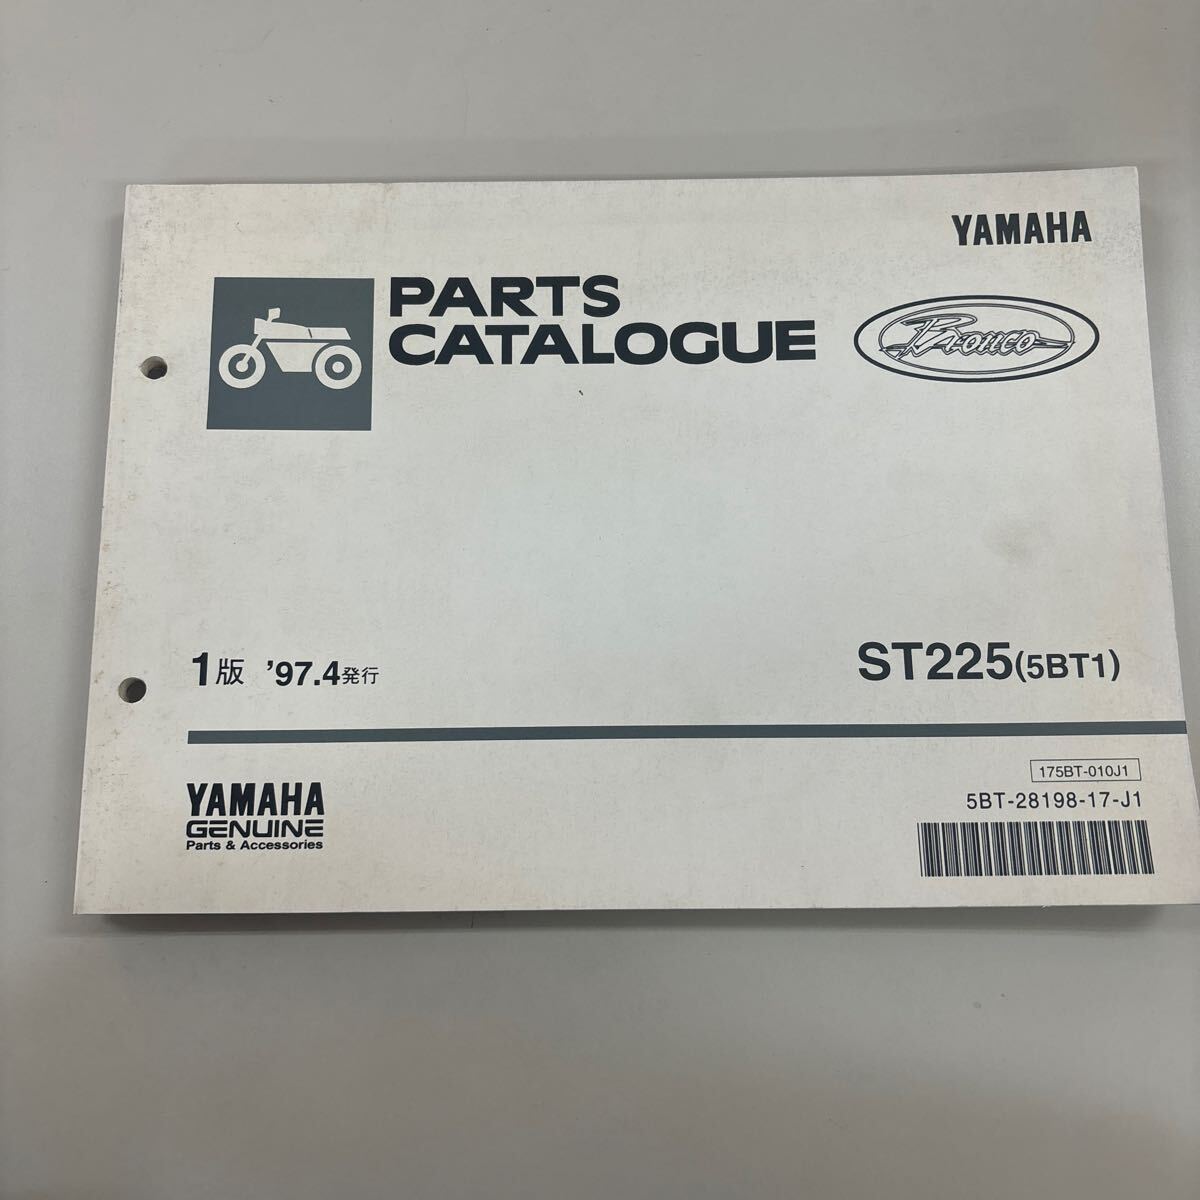 YAMAHA
PARTS
CATALOGUE
Bronco
1版 '97.4発行
ST225(5BT1)
175BT-010J1
5BT-28198-17-J1
YAMAHA
GENUINE
Parts & Accessories